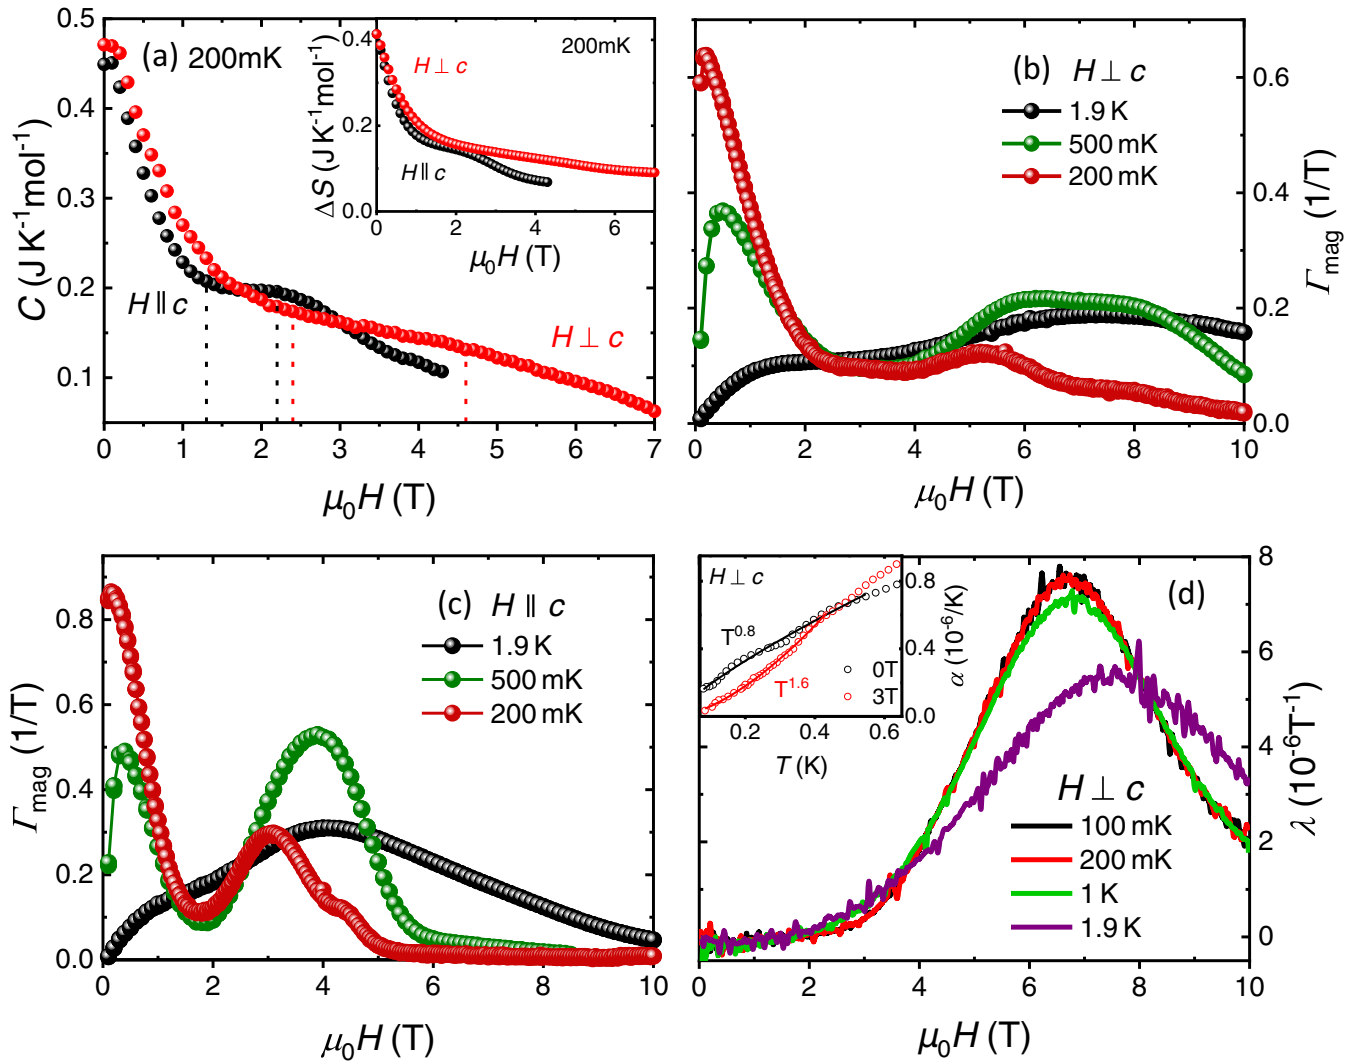 (a) 200mK
C (J K⁻¹mol⁻¹)
0.5
0.4
0.3
0.2
0.1
H || c
H ⊥ c
0 1 2 3 4 5 6 7
μ₀H (T)
200mK
H ⊥ c
H || c
ΔS (J K⁻¹mol⁻¹)
0.4
0.2
0.0
0 2 4 6
μ₀H (T)
(b) H ⊥ c
1.9 K
500 mK
200 mK
0.6
0.4
0.2
0.0
Γmag (1/T)
0 2 4 6 8 10
μ₀H (T)
(c) H || c
1.9 K
500 mK
200 mK
Γmag (1/T)
0.8
0.6
0.4
0.2
0.0
0 2 4 6 8 10
μ₀H (T)
(d)
H ⊥ c
T⁰·⁸
T¹·⁶
0T
3T
0.8
0.4
0.0
α (10⁻⁶/K)
0.2 0.4 0.6
T (K)
H ⊥ c
100 mK
200 mK
1 K
1.9 K
8
6
4
2
0
λ (10⁻⁶T⁻¹)
0 2 4 6 8 10
μ₀H (T)